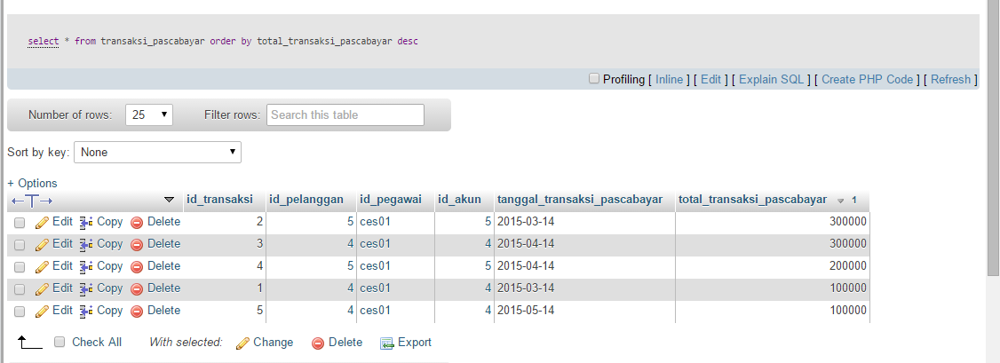 select * from transaksi_pascabayar order by total_transaksi_pascabayar desc
Profiling [ Inline ] [ Edit ] [ Explain SQL ] [ Create PHP Code ] [ Refresh ]
Number of rows: 25 Filter rows: Search this table
Sort by key: None
+ Options
id_transaksi id_pelanggan id_pegawai id_akun tanggal_transaksi_pascabayar total_transaksi_pascabayar 1
Edit Copy Delete 2 5 ces01 5 2015-03-14 300000
Edit Copy Delete 3 4 ces01 4 2015-04-14 300000
Edit Copy Delete 4 5 ces01 5 2015-04-14 200000
Edit Copy Delete 1 4 ces01 4 2015-03-14 100000
Edit Copy Delete 5 4 ces01 4 2015-05-14 100000
Check All With selected: Change Delete Export